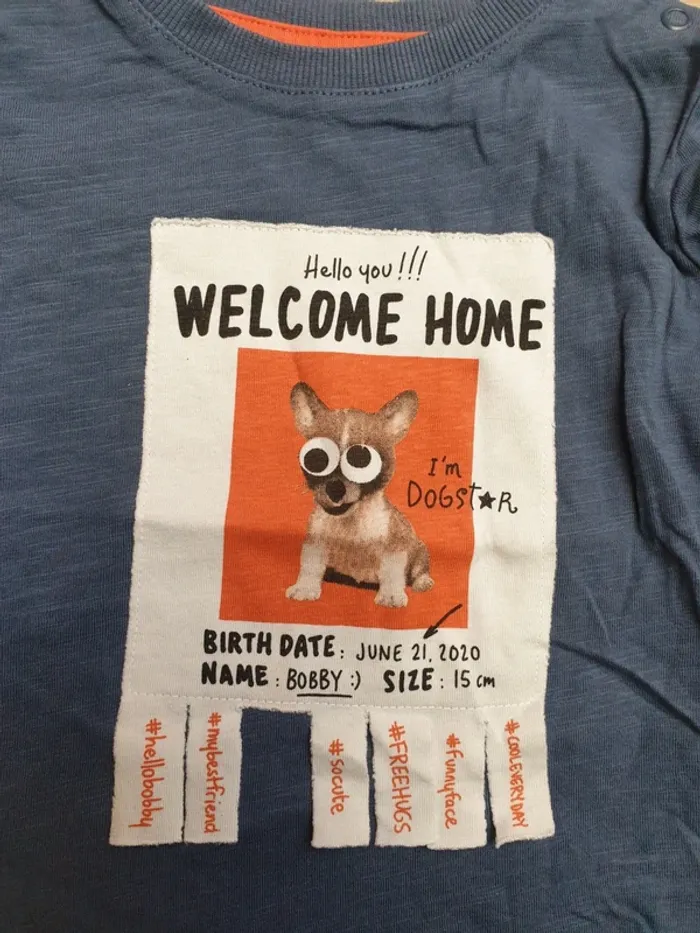 Hello you!!!
WELCOME HOME
I'm
DOGST★R
BIRTH DATE: JUNE 21, 2020
NAME: BOBBY :) SIZE: 15 cm
#hellobobby
#mybestfriend
#socute
#FREEHUGS
#funnyface
#COOLEVERYDAY